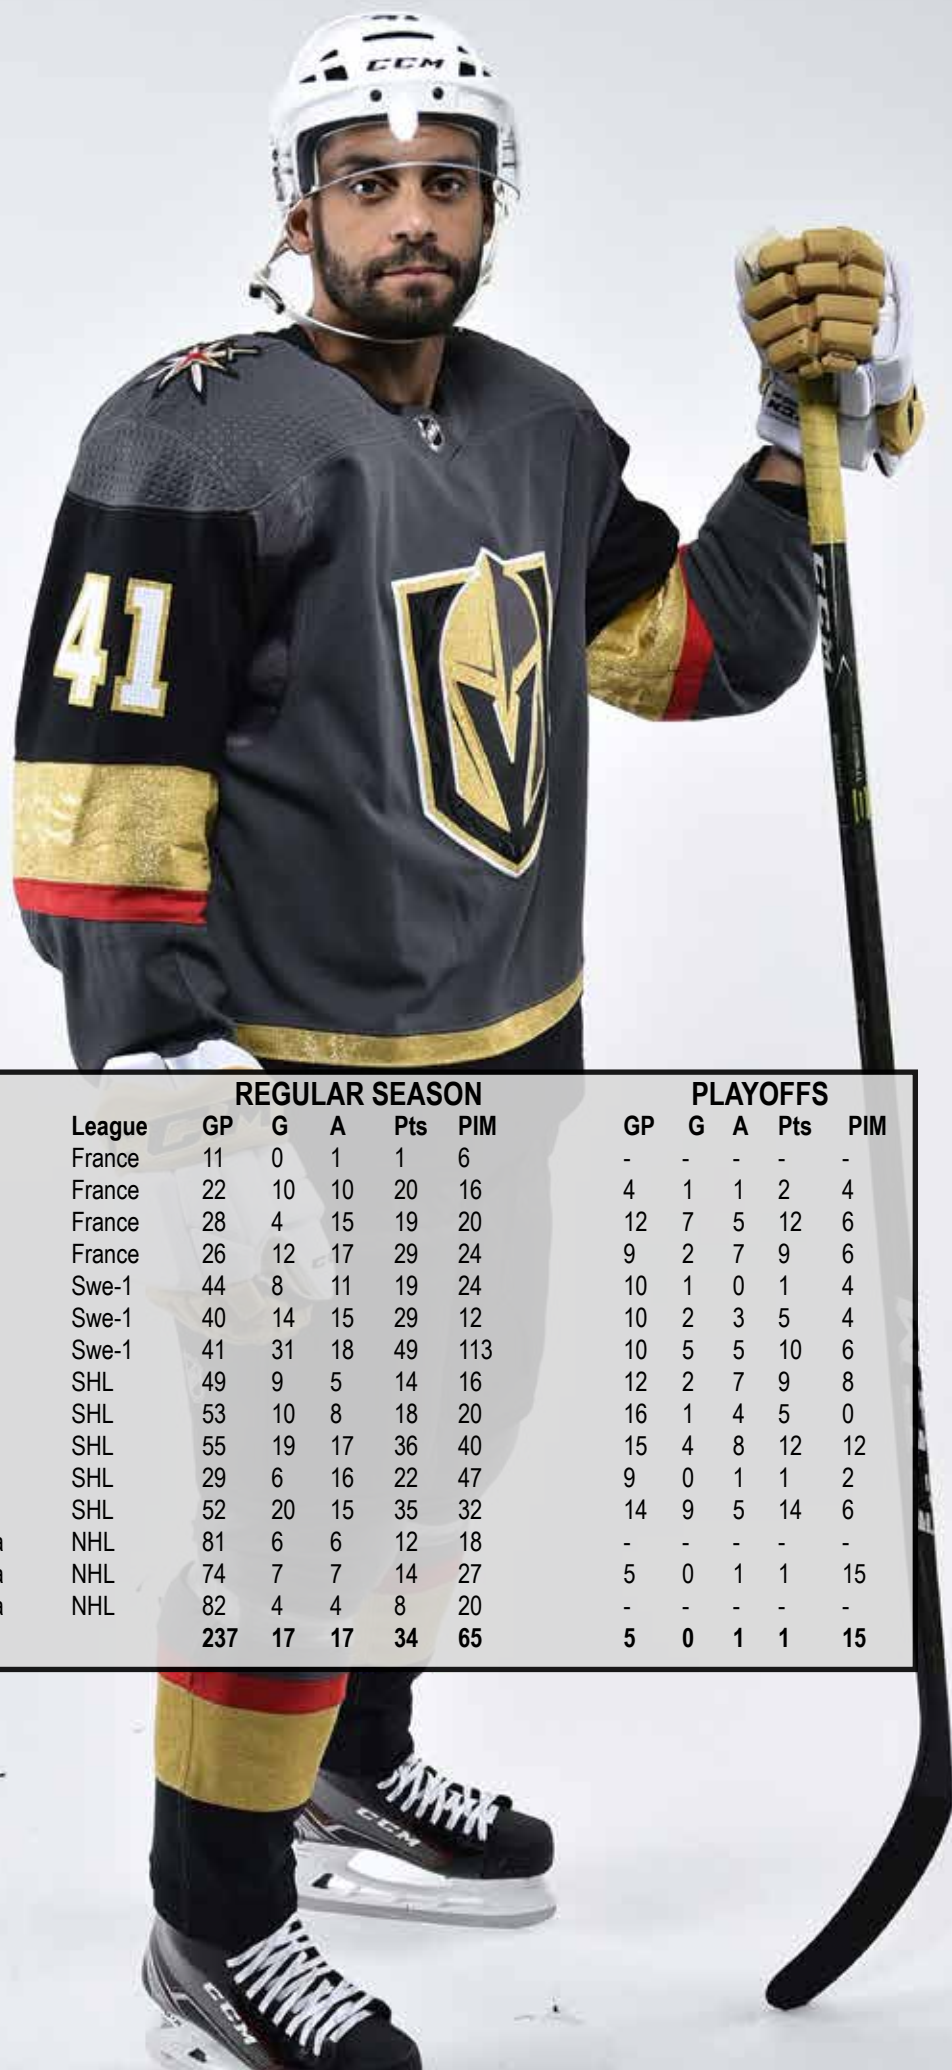 CCM
41
CCM
REGULAR SEASON PLAYOFFS
League GP G A Pts PIM GP G A Pts PIM
France 11 0 1 1 6 - - - - -
France 22 10 10 20 16 4 1 1 2 4
France 28 4 15 19 20 12 7 5 12 6
France 26 12 17 29 24 9 2 7 9 6
Swe-1 44 8 11 19 24 10 1 0 1 4
Swe-1 40 14 15 29 12 10 2 3 5 4
Swe-1 41 31 18 49 113 10 5 5 10 6
SHL 49 9 5 14 16 12 2 7 9 8
SHL 53 10 8 18 20 16 1 4 5 0
SHL 55 19 17 36 40 15 4 8 12 12
SHL 29 6 16 22 47 9 0 1 1 2
SHL 52 20 15 35 32 14 9 5 14 6
a NHL 81 6 6 12 18 - - - - -
a NHL 74 7 7 14 27 5 0 1 1 15
a NHL 82 4 4 8 20 - - - - -
237 17 17 34 65 5 0 1 1 15
CCM
CCM